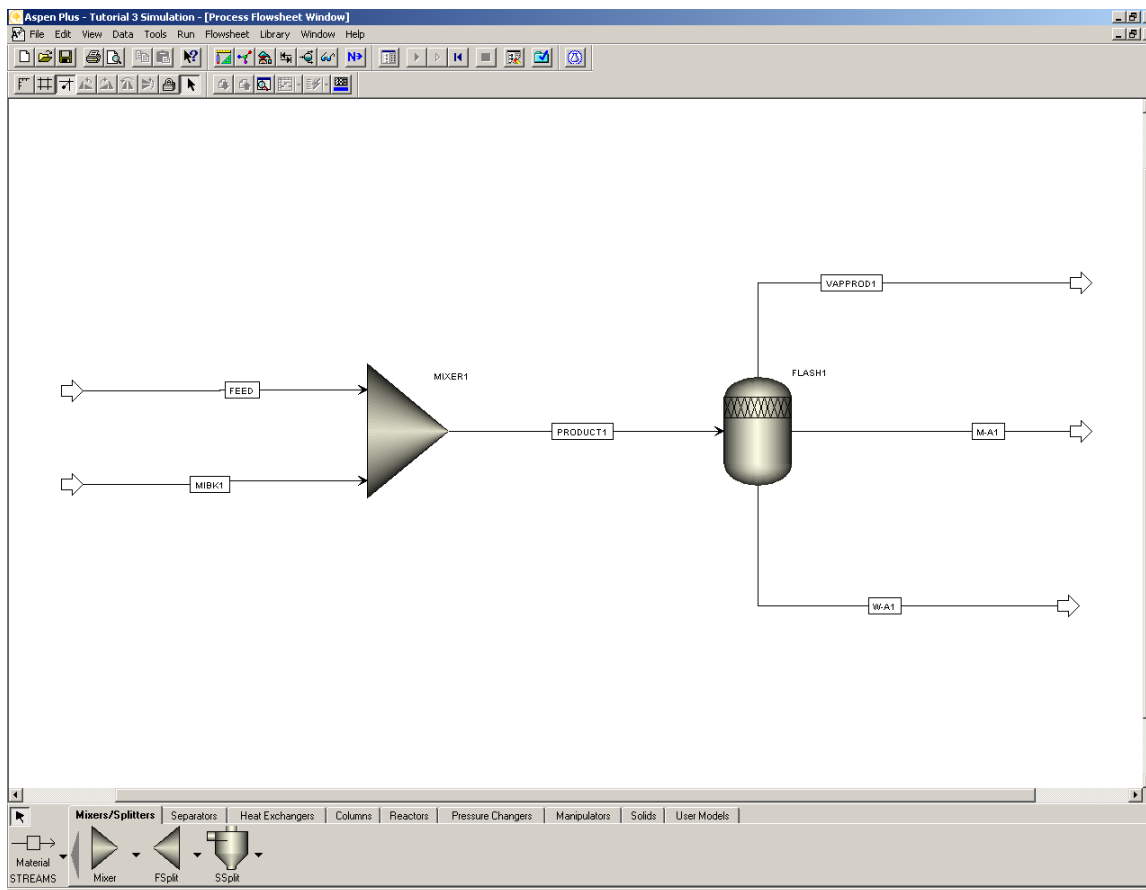 Aspen Plus - Tutorial 3 Simulation - [Process Flowsheet Window]
File Edit View Data Tools Run Flowsheet Library Window Help
N>
VAPPROD1
MIXER1
FLASH1
FEED
PRODUCT1
M-A1
MIBK1
W-A1
Mixers/Splitters Separators Heat Exchangers Columns Reactors Pressure Changers Manipulators Solids User Models
Material
STREAMS Mixer FSplit SSplit